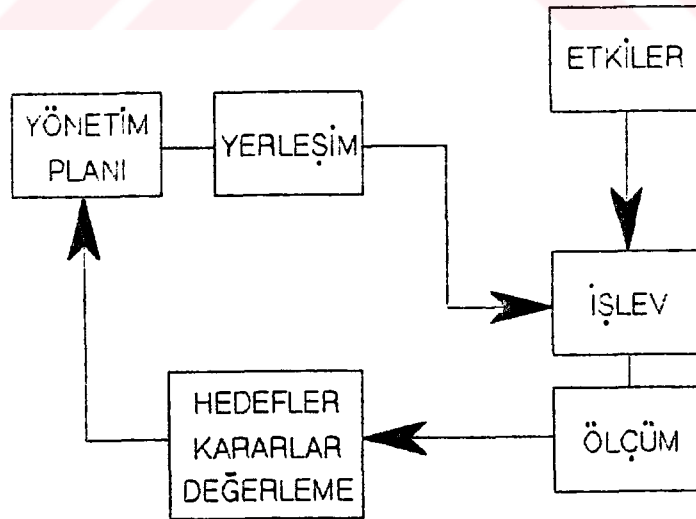 ETKİLER
YÖNETİM
PLANI
YERLEŞİM
İŞLEV
HEDEFLER
KARARLAR
DEĞERLEME
ÖLÇÜM